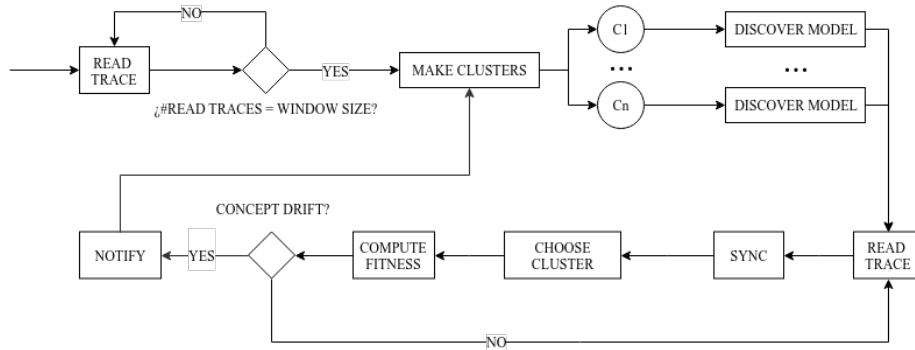 NO
READ
TRACE
YES
¿#READ TRACES = WINDOW SIZE?
MAKE CLUSTERS
C1
...
Cn
DISCOVER MODEL
...
DISCOVER MODEL
CONCEPT DRIFT?
NOTIFY
YES
COMPUTE
FITNESS
CHOOSE
CLUSTER
SYNC
READ
TRACE
NO